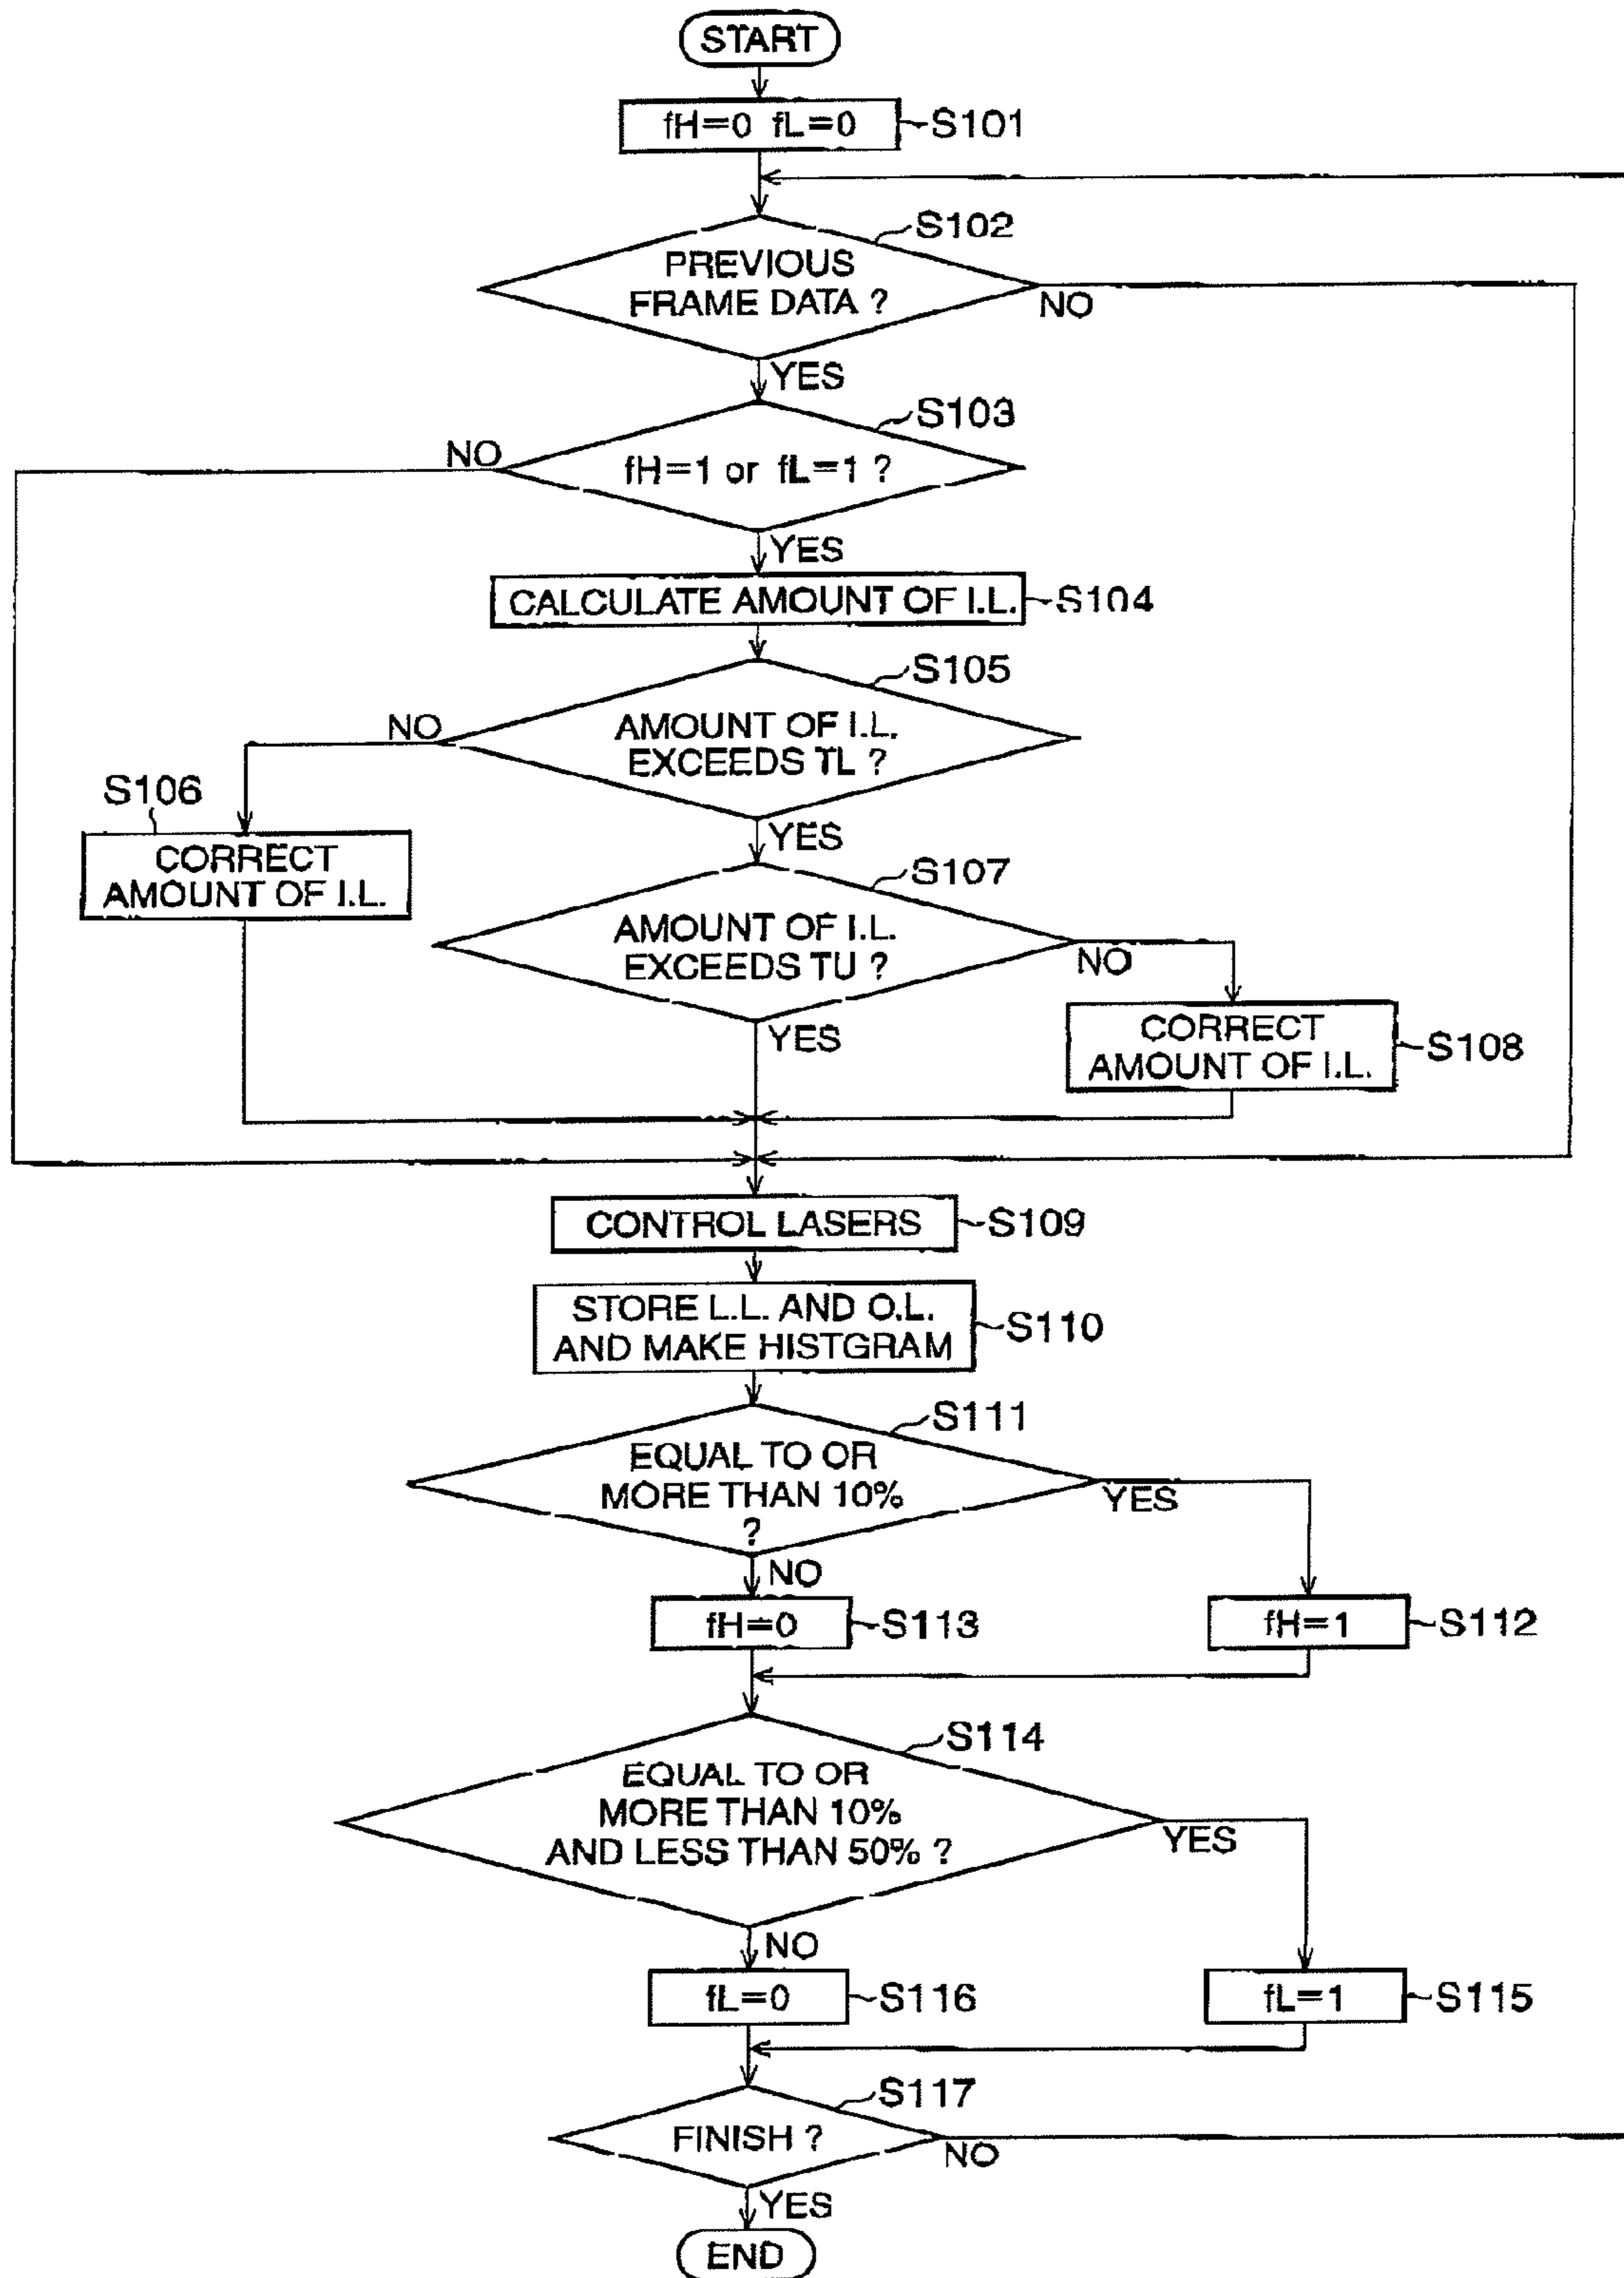 START
fH=0 fL=0
S101
S102
PREVIOUS
FRAME DATA ?
NO
YES
S103
NO
fH=1 or fL=1 ?
YES
CALCULATE AMOUNT OF I.L.
S104
S105
NO
AMOUNT OF I.L.
EXCEEDS TL ?
S106
CORRECT
AMOUNT OF I.L.
YES
S107
AMOUNT OF I.L.
EXCEEDS TU ?
NO
YES
CORRECT
AMOUNT OF I.L.
S108
CONTROL LASERS
S109
STORE L.L. AND O.L.
AND MAKE HISTGRAM
S110
S111
EQUAL TO OR
MORE THAN 10%
?
YES
NO
fH=0
S113
fH=1
S112
S114
EQUAL TO OR
MORE THAN 10%
AND LESS THAN 50% ?
YES
NO
fL=0
S116
fL=1
S115
S117
FINISH ?
NO
YES
END